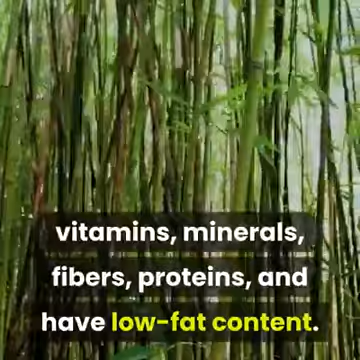 vitamins, minerals,
fibers, proteins, and
have low-fat content.